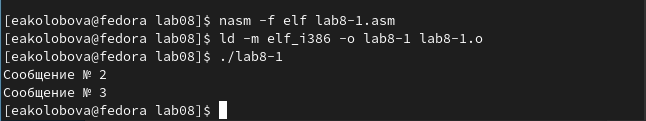 [eakolobova@fedora lab08]$ nasm -f elf lab8-1.asm
[eakolobova@fedora lab08]$ ld -m elf_i386 -o lab8-1 lab8-1.o
[eakolobova@fedora lab08]$ ./lab8-1
Сообщение № 2
Сообщение № 3
[eakolobova@fedora lab08]$